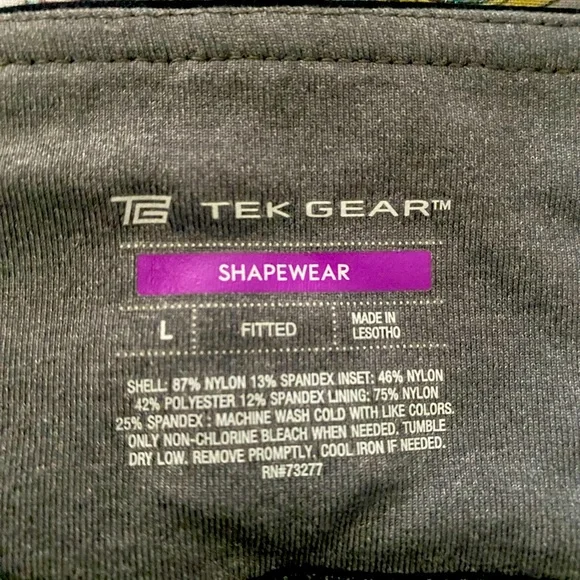 TG TEK GEAR™
SHAPEWEAR
L FITTED MADE IN LESOTHO
SHELL: 87% NYLON 13% SPANDEX INSET: 46% NYLON
42% POLYESTER 12% SPANDEX LINING: 75% NYLON
25% SPANDEX : MACHINE WASH COLD WITH LIKE COLORS.
ONLY NON-CHLORINE BLEACH WHEN NEEDED. TUMBLE
DRY LOW. REMOVE PROMPTLY. COOL IRON IF NEEDED.
RN#73277